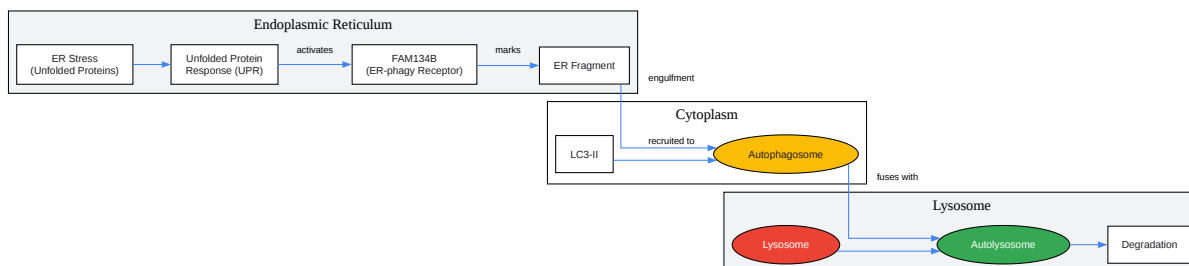 Endoplasmic Reticulum
ER Stress
(Unfolded Proteins)
Unfolded Protein
Response (UPR)
activates
FAM134B
(ER-phagy Receptor)
marks
ER Fragment
engulfment
Cytoplasm
LC3-II
recruited to
Autophagosome
fuses with
Lysosome
Lysosome
Autolysosome
Degradation